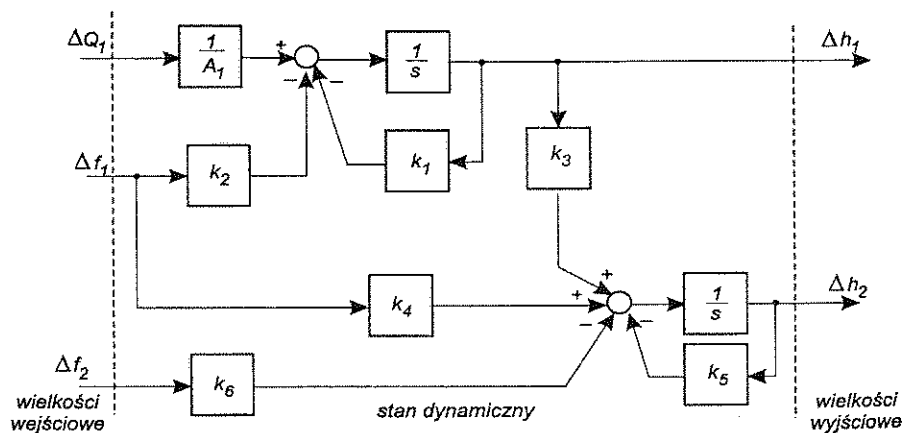 ΔQ₁
1
A₁
+
−
−
1
s
Δh₁
Δf₁
k₂
k₁
k₃
+
Δh₂
k₄
+
−
−
1
s
Δf₂
k₆
k₅
wielkości
wejściowe
stan dynamiczny
wielkości
wyjściowe